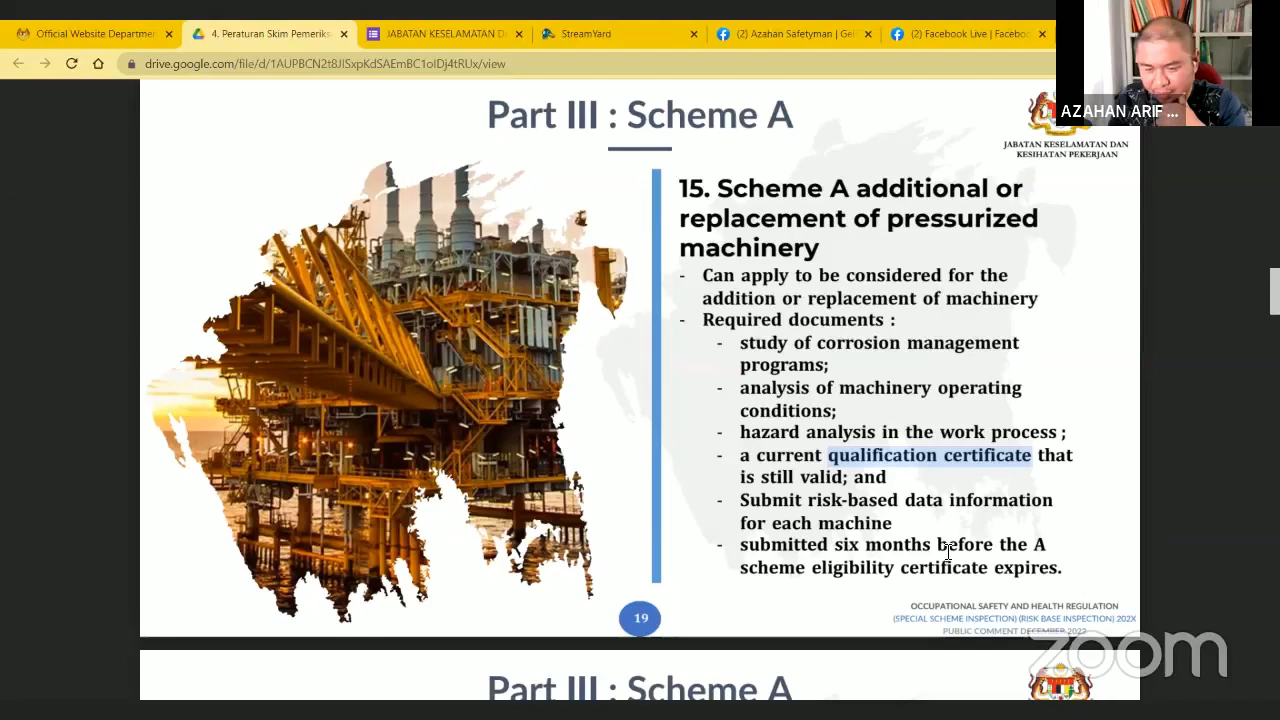 Official Website Departme
4. Peraturan Skim Pemeriks
JABATAN KESELAMATAN D
StreamYard
(2) Azahan Safetyman | Gel
(2) Facebook Live | Faceboo
drive.google.com/file/d/1AUPBCN2t8JlSxpKdSAEmBC1oIDj4tRUx/view
AZAHAN ARIF ...
Part III : Scheme A
JABATAN KESELAMATAN DAN
KESIHATAN PEKERJAAN
15. Scheme A additional or
replacement of pressurized
machinery
- Can apply to be considered for the
addition or replacement of machinery
- Required documents :
- study of corrosion management
programs;
- analysis of machinery operating
conditions;
- hazard analysis in the work process ;
- a current qualification certificate that
is still valid; and
- Submit risk-based data information
for each machine
- submitted six months before the A
scheme eligibility certificate expires.
19
OCCUPATIONAL SAFETY AND HEALTH REGULATION
(SPECIAL SCHEME INSPECTION) (RISK BASE INSPECTION) 202X
PUBLIC COMMENT DECEMBER 2022
zoom
Part III : Scheme A